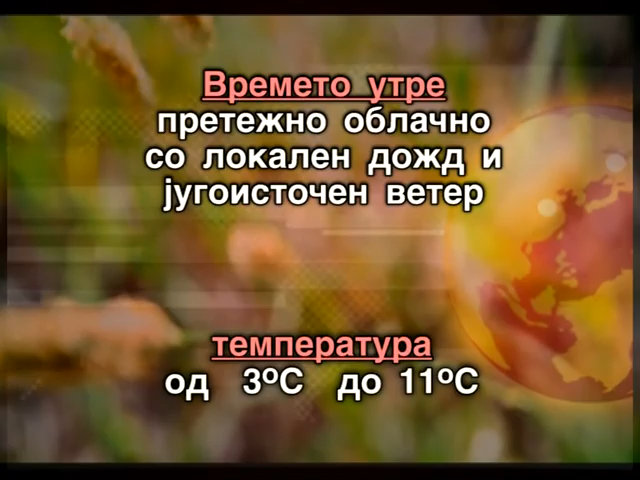 Времето утре
претежно облачно
со локален дожд и
југоисточен ветер
температура
од 3ºC до 11ºC